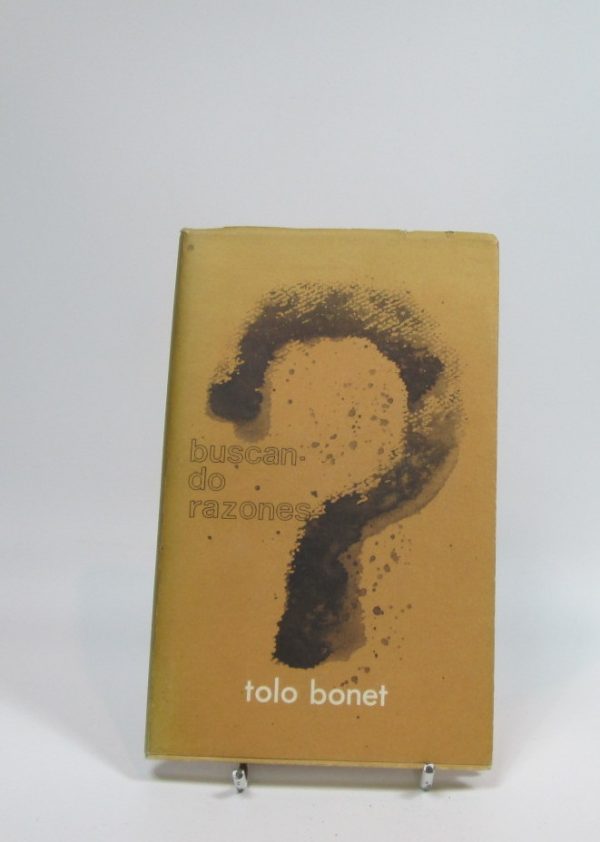 buscan-
do
razones
tolo bonet